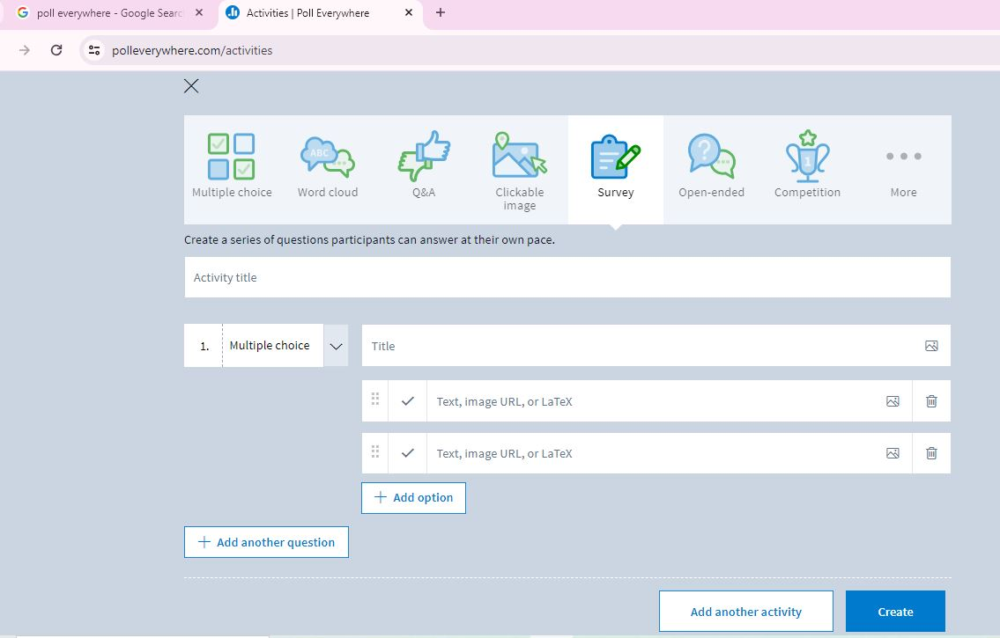 poll everywhere - Google Searc
Activities | Poll Everywhere
polleverywhere.com/activities
Multiple choice
Word cloud
ABC
Q&A
Clickable
image
Survey
Open-ended
?
Competition
1
More
Create a series of questions participants can answer at their own pace.
Activity title
1. Multiple choice
Title
Text, image URL, or LaTeX
Text, image URL, or LaTeX
Add option
Add another question
Add another activity
Create